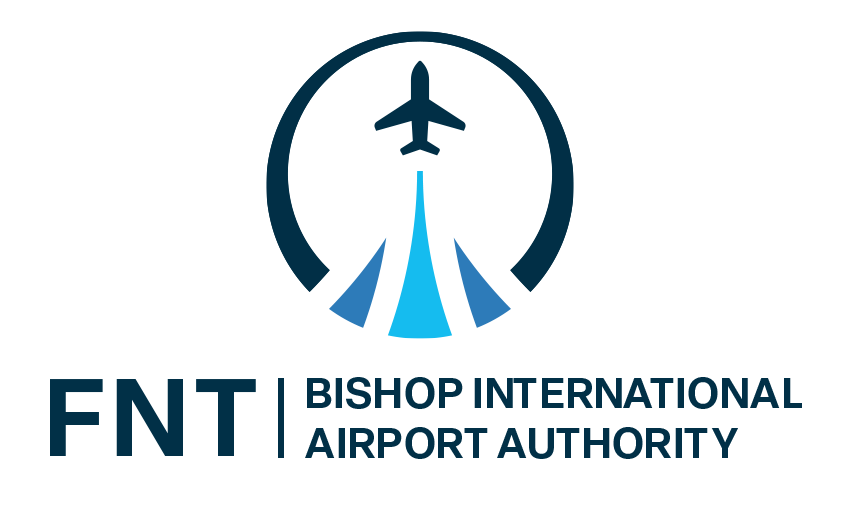 FNT
BISHOP INTERNATIONAL
AIRPORT AUTHORITY